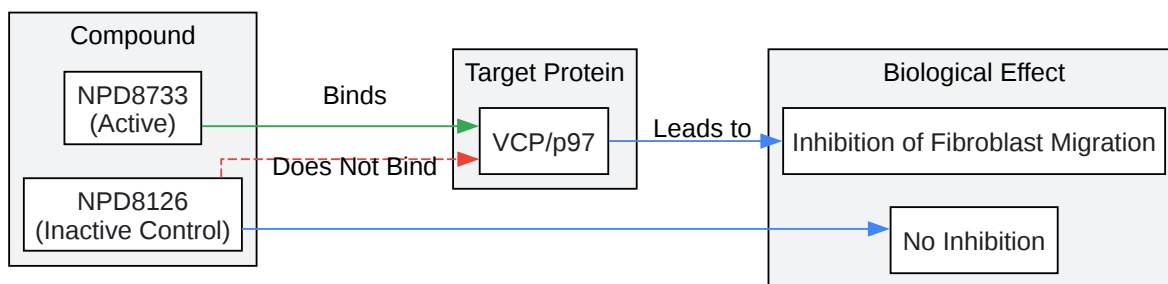 Compound
NPD8733
(Active)
NPD8126
(Inactive Control)
Binds
Does Not Bind
Target Protein
VCP/p97
Leads to
Biological Effect
Inhibition of Fibroblast Migration
No Inhibition